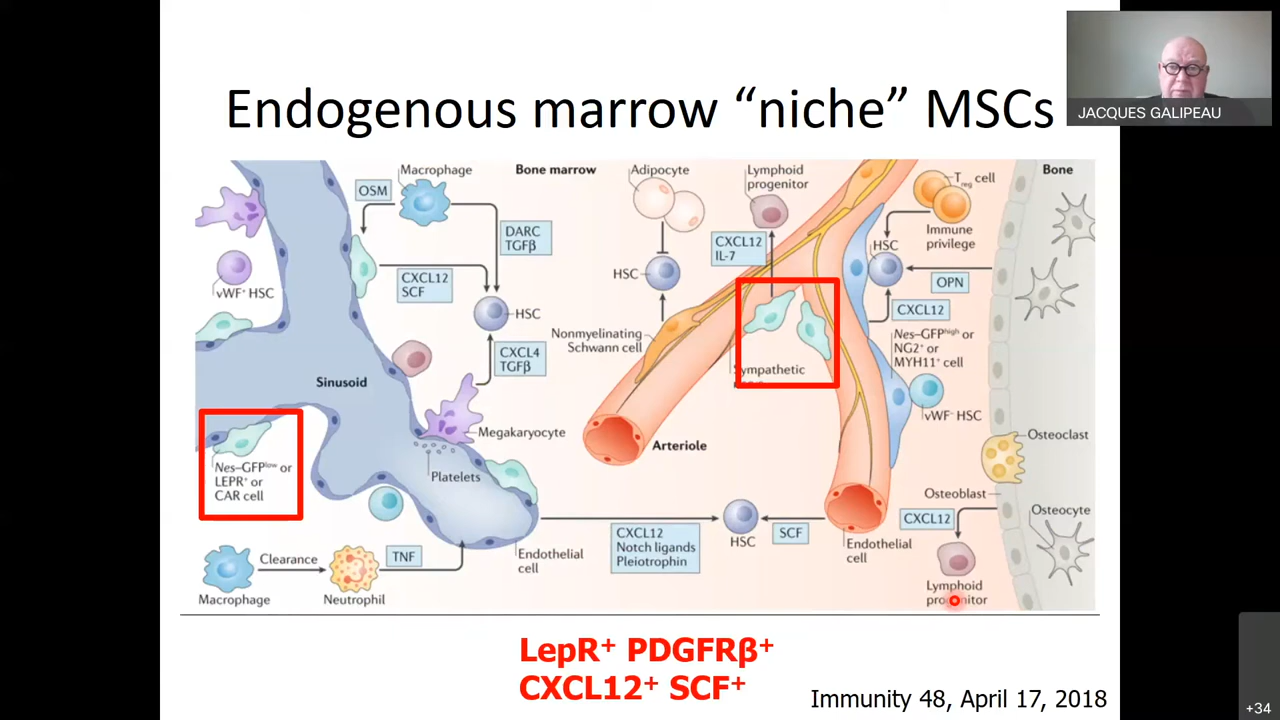 Endogenous marrow “niche” MSCs
JACQUES GALIPEAU
Macrophage
Bone marrow
Adipocyte
Lymphoid
progenitor
T reg cell
Bone
OSM
DARC
TGFβ
CXCL12
IL-7
Immune
privilege
HSC
vWF⁺ HSC
CXCL12
SCF
HSC
OPN
HSC
CXCL12
Nonmyelinating
Schwann cell
Nes–GFPʰⁱᵍʰ or
NG2⁺ or
MYH11⁺ cell
CXCL4
TGFβ
Sympathetic
Sinusoid
vWF⁻ HSC
Megakaryocyte
Arteriole
Osteoclast
Nes–GFPˡᵒʷ or
LEPR⁺ or
CAR cell
Platelets
Osteoblast
Osteocyte
CXCL12
Notch ligands
Pleiotrophin
HSC
SCF
CXCL12
Endothelial
cell
Endothelial
cell
Clearance
TNF
Macrophage
Neutrophil
Lymphoid
progenitor
LepR⁺ PDGFRβ⁺
CXCL12⁺ SCF⁺
Immunity 48, April 17, 2018
+34